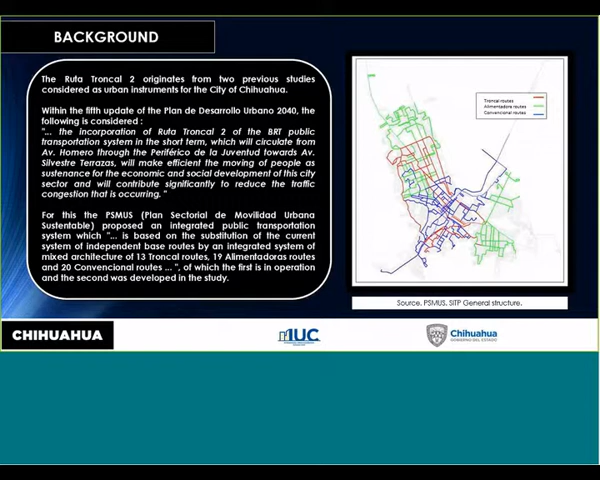 BACKGROUND
The Ruta Troncal 2 originates from two previous studies
considered as urban instruments for the City of Chihuahua.
Within the fifth update of the Plan de Desarrollo Urbano 2040, the
following is considered :
"... the incorporation of Ruta Troncal 2 of the BRT public
transportation system in the short term, which will circulate from
Av. Homero through the Periférico de la Juventud towards Av.
Silvestre Terrazas, will make efficient the moving of people as
sustenance for the economic and social development of this city
sector and will contribute significantly to reduce the traffic
congestion that is occurring. "
For this the PSMUS (Plan Sectorial de Movilidad Urbana
Sustentable) proposed an integrated public transportation
system which "... is based on the substitution of the current
system of independent base routes by an integrated system of
mixed architecture of 13 Troncal routes, 19 Alimentadoras routes
and 20 Convencional routes ... ", of which the first is in operation
and the second was developed in the study.
Troncal routes
Alimentadora routes
Convencional routes
Source. PSMUS. SITP General structure.
CHIHUAHUA
IUC
Chihuahua
GOBIERNO DEL ESTADO